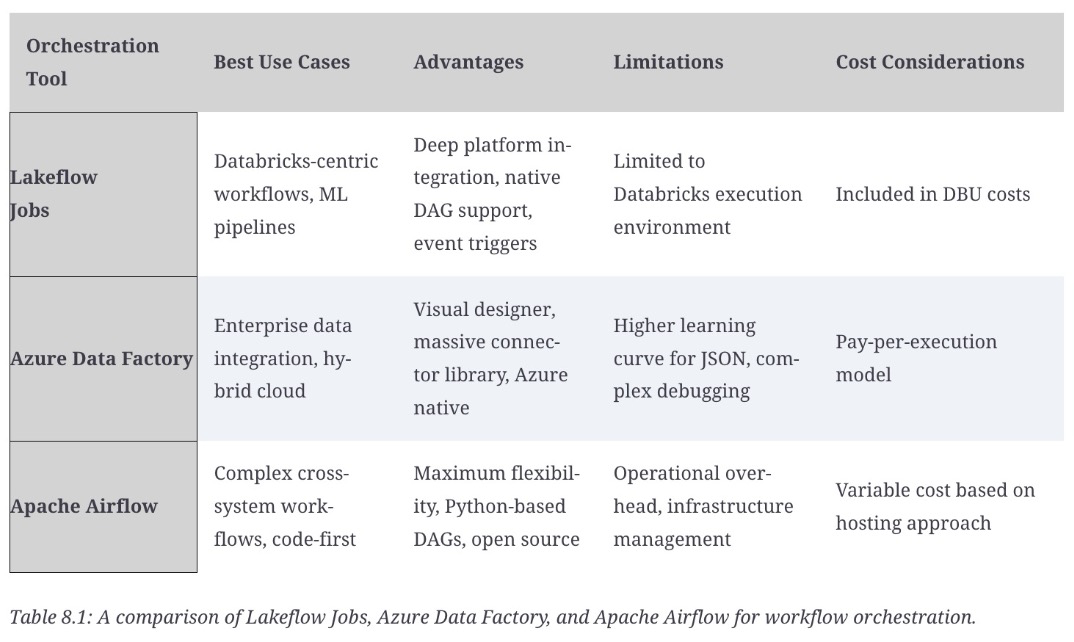 Orchestration
Tool
Best Use Cases
Advantages
Limitations
Cost Considerations
Lakeflow
Jobs
Databricks-centric
workflows, ML
pipelines
Deep platform in-
tegration, native
DAG support,
event triggers
Limited to
Databricks execution
environment
Included in DBU costs
Azure Data Factory
Enterprise data
integration, hy-
brid cloud
Visual designer,
massive connec-
tor library, Azure
native
Higher learning
curve for JSON, com-
plex debugging
Pay-per-execution
model
Apache Airflow
Complex cross-
system work-
flows, code-first
Maximum flexibil-
ity, Python-based
DAGs, open source
Operational over-
head, infrastructure
management
Variable cost based on
hosting approach
Table 8.1: A comparison of Lakeflow Jobs, Azure Data Factory, and Apache Airflow for workflow orchestration.